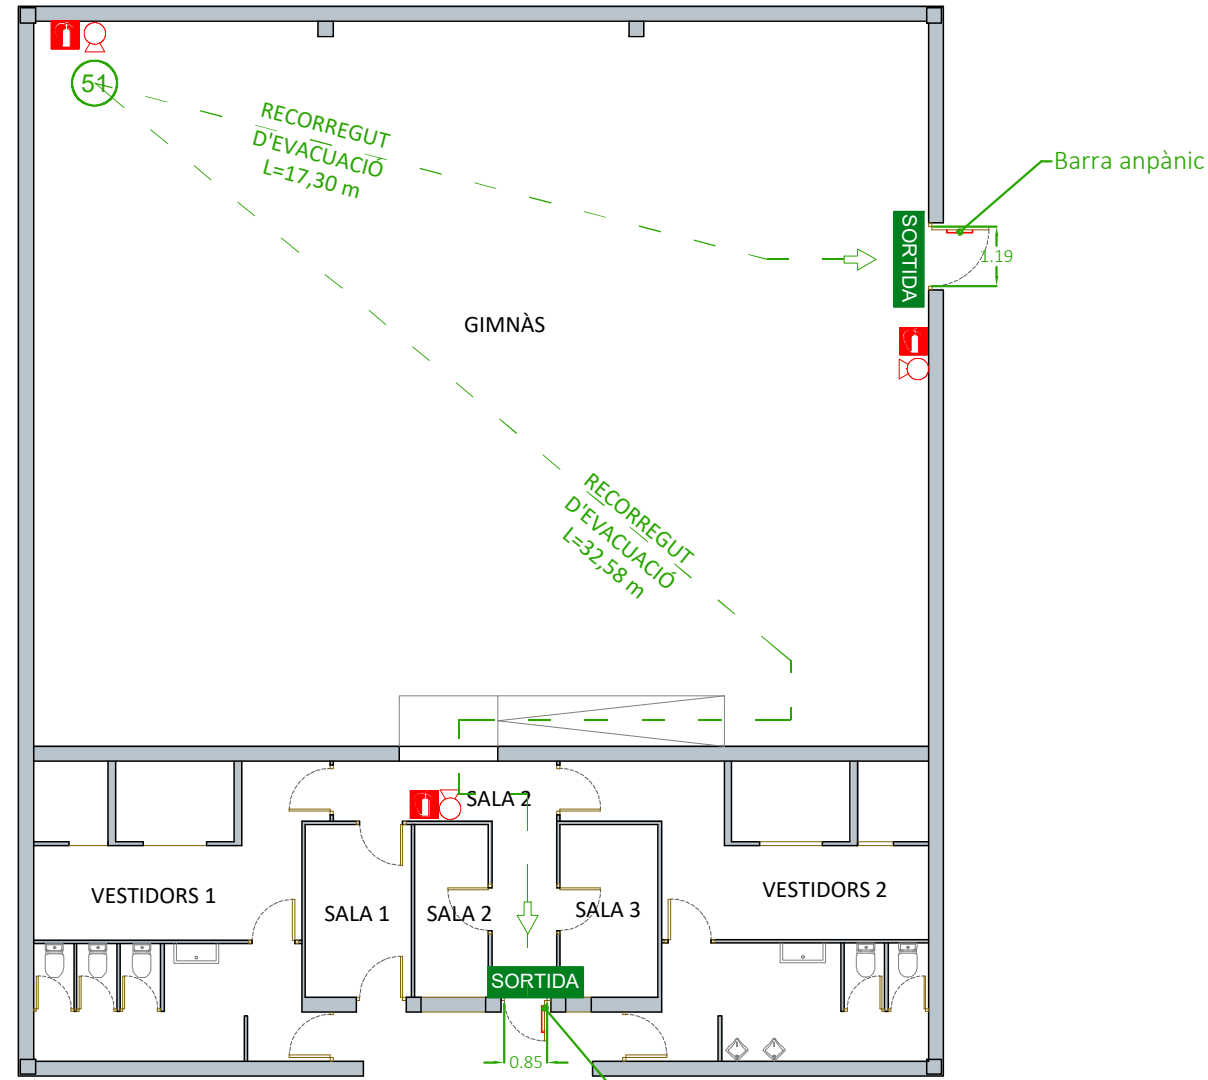 51
RECORREGUT
D'EVACUACIÓ
L=17,30 m
Barra anpànic
SORTIDA
1.19
GIMNÀS
RECORREGUT
D'EVACUACIÓ
L=32,58 m
SALA 2
VESTIDORS 1
SALA 1
SALA 2
SALA 3
VESTIDORS 2
SORTIDA
0.85